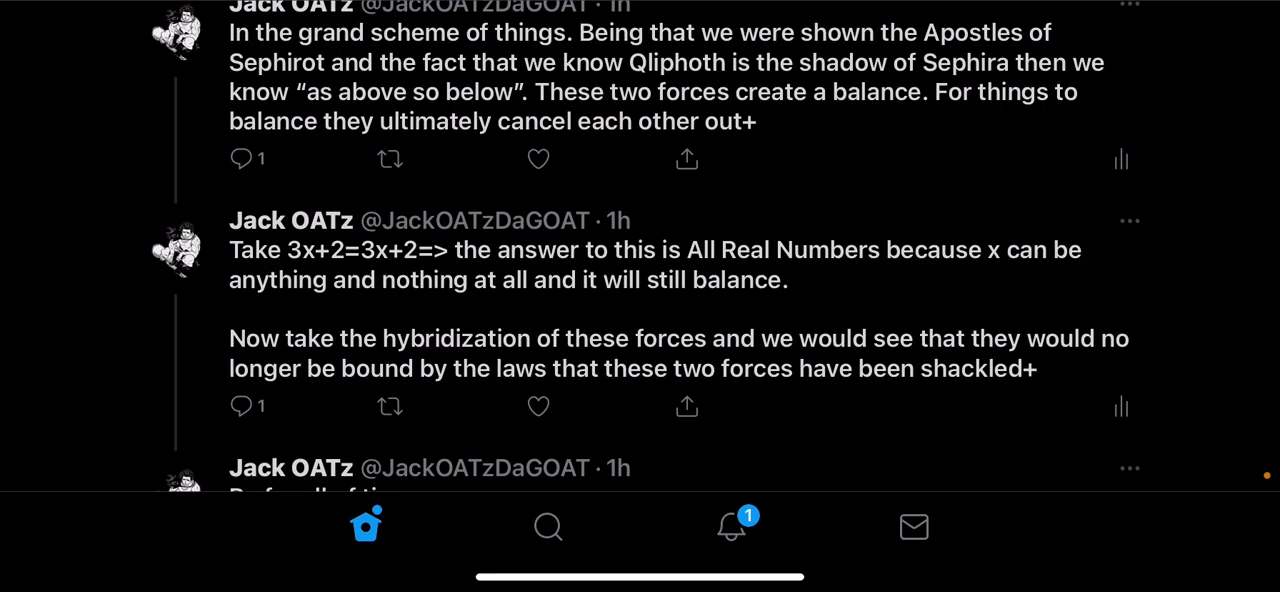 Jack OATz @JackOATzDaGOAT · 1h
In the grand scheme of things. Being that we were shown the Apostles of
Sephirot and the fact that we know Qliphoth is the shadow of Sephira then we
know “as above so below”. These two forces create a balance. For things to
balance they ultimately cancel each other out+
1
Jack OATz @JackOATzDaGOAT · 1h
Take 3x+2=3x+2=> the answer to this is All Real Numbers because x can be
anything and nothing at all and it will still balance.
Now take the hybridization of these forces and we would see that they would no
longer be bound by the laws that these two forces have been shackled+
1
Jack OATz @JackOATzDaGOAT · 1h
1